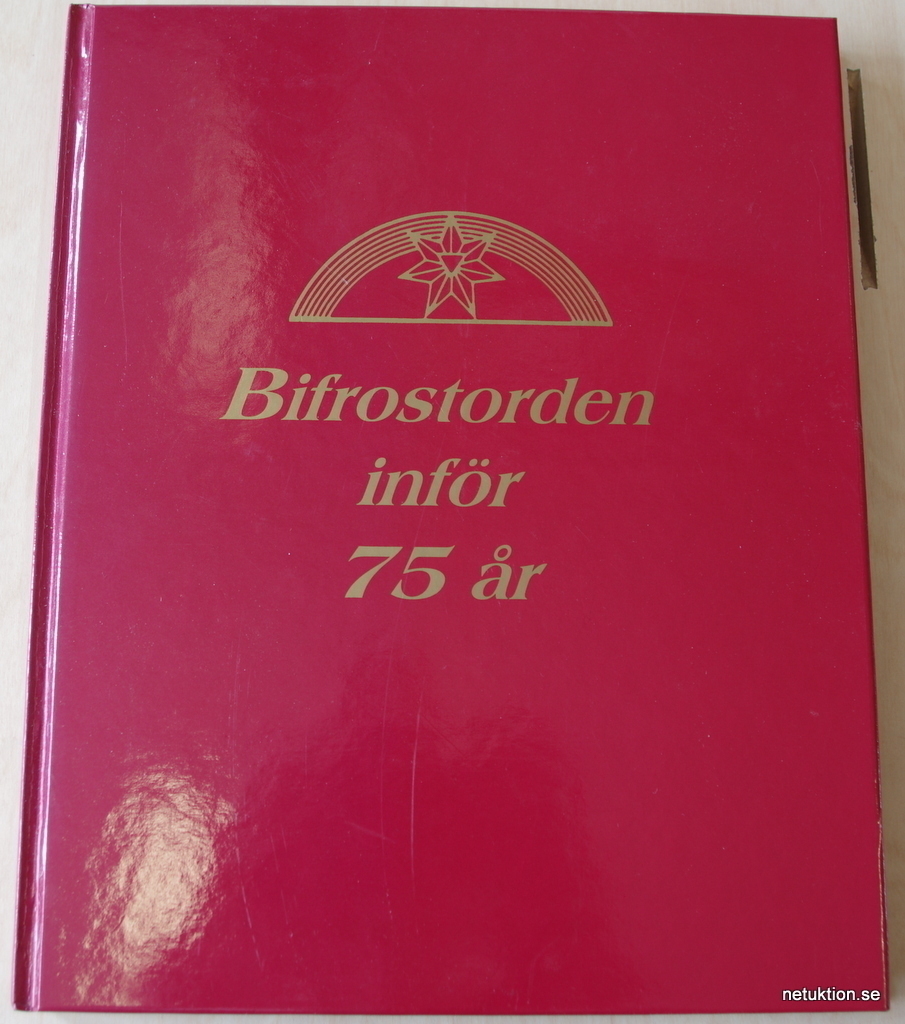 Bifrostorden
inför
75 år
netuktion.se